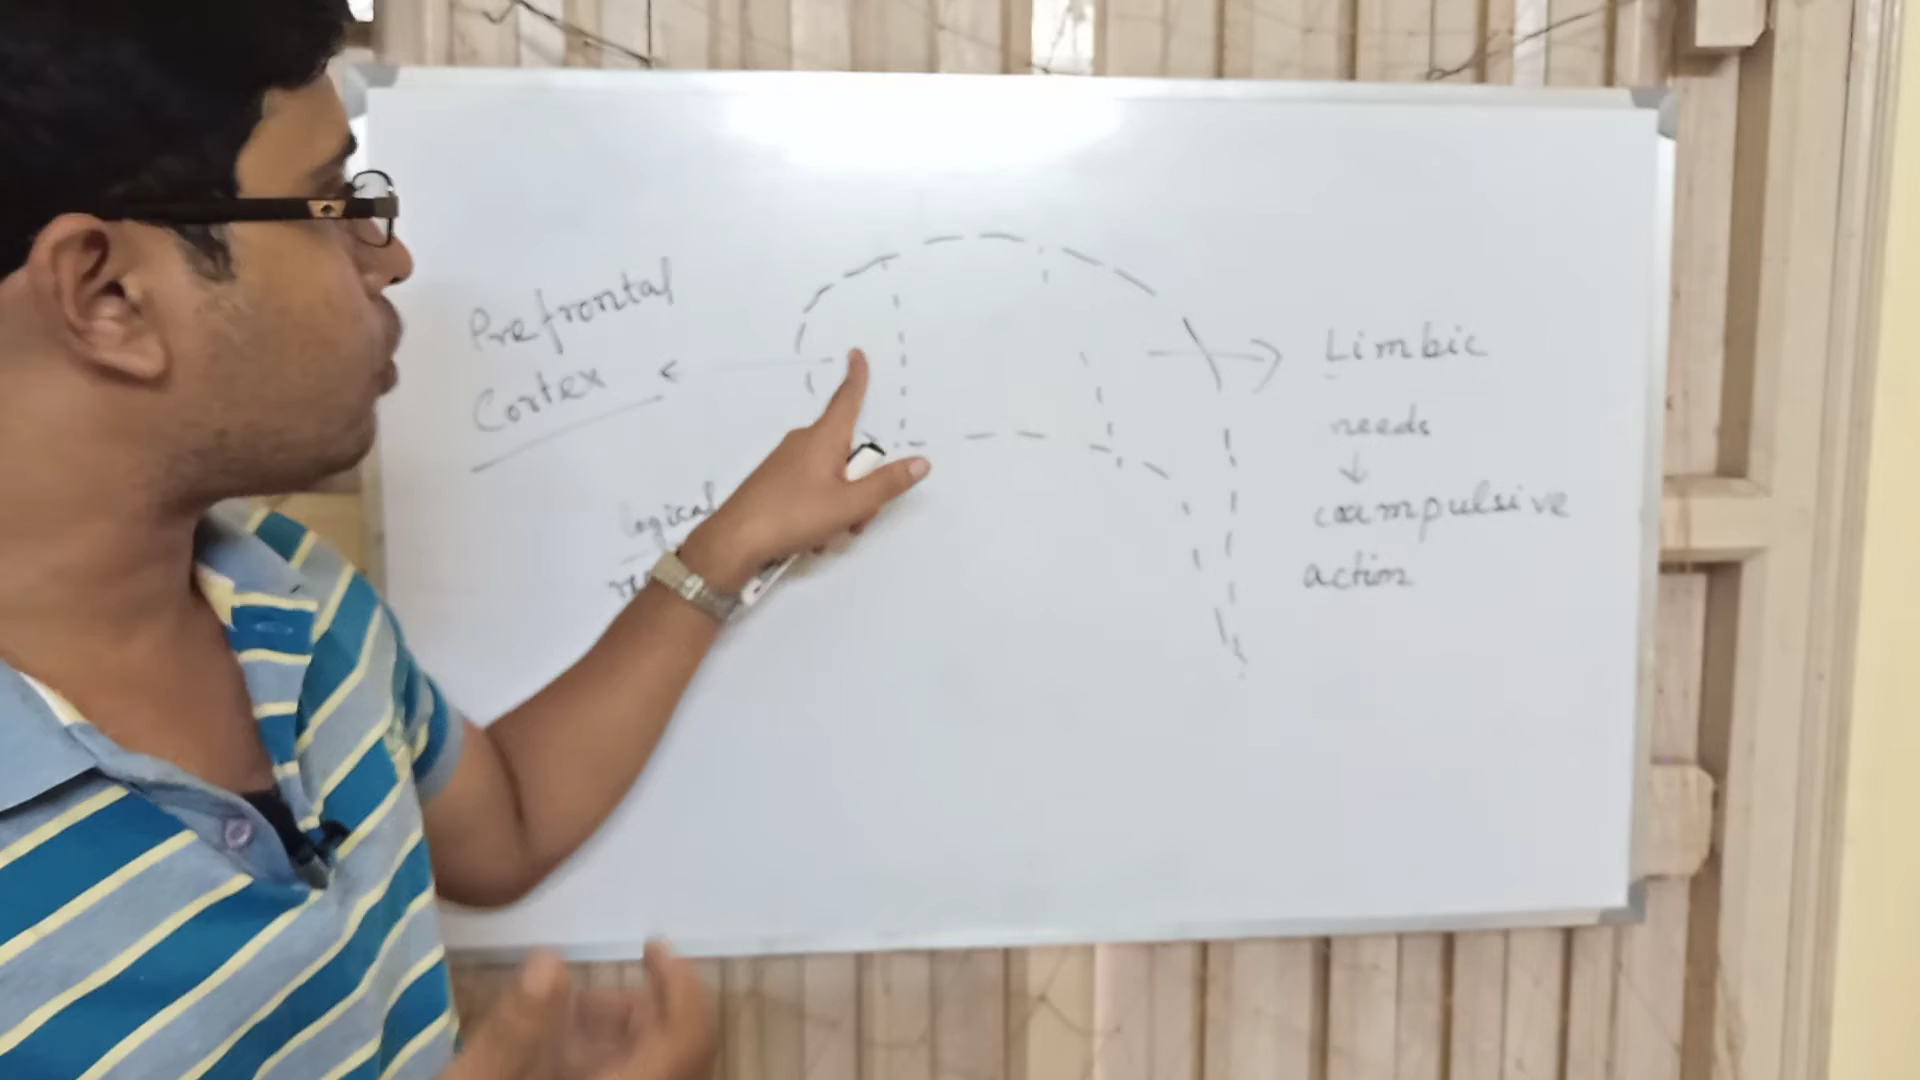 Prefrontal
Cortex
logical
Limbic
needs
compulsive
action